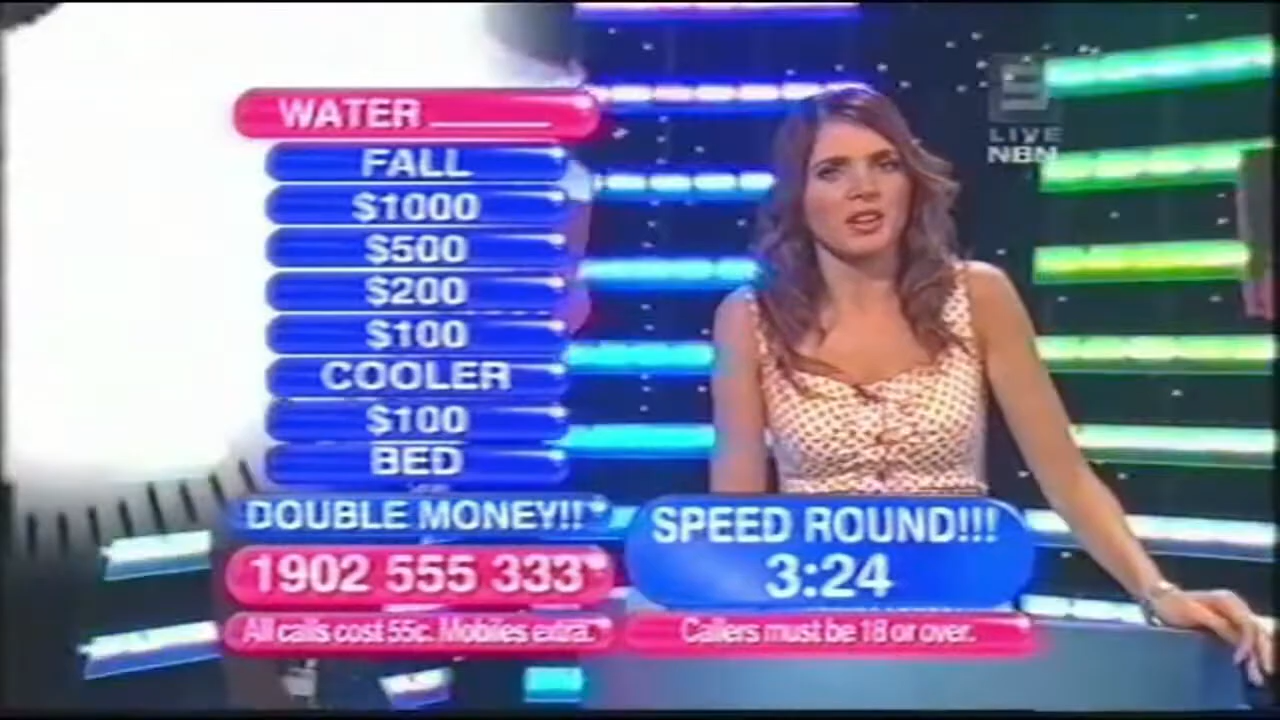 9
LIVE
NBN
WATER ______
FALL
$1000
$500
$200
$100
COOLER
$100
BED
DOUBLE MONEY!!*
1902 555 333*
All calls cost 55c. Mobiles extra.
SPEED ROUND!!!
3:24
Callers must be 18 or over.